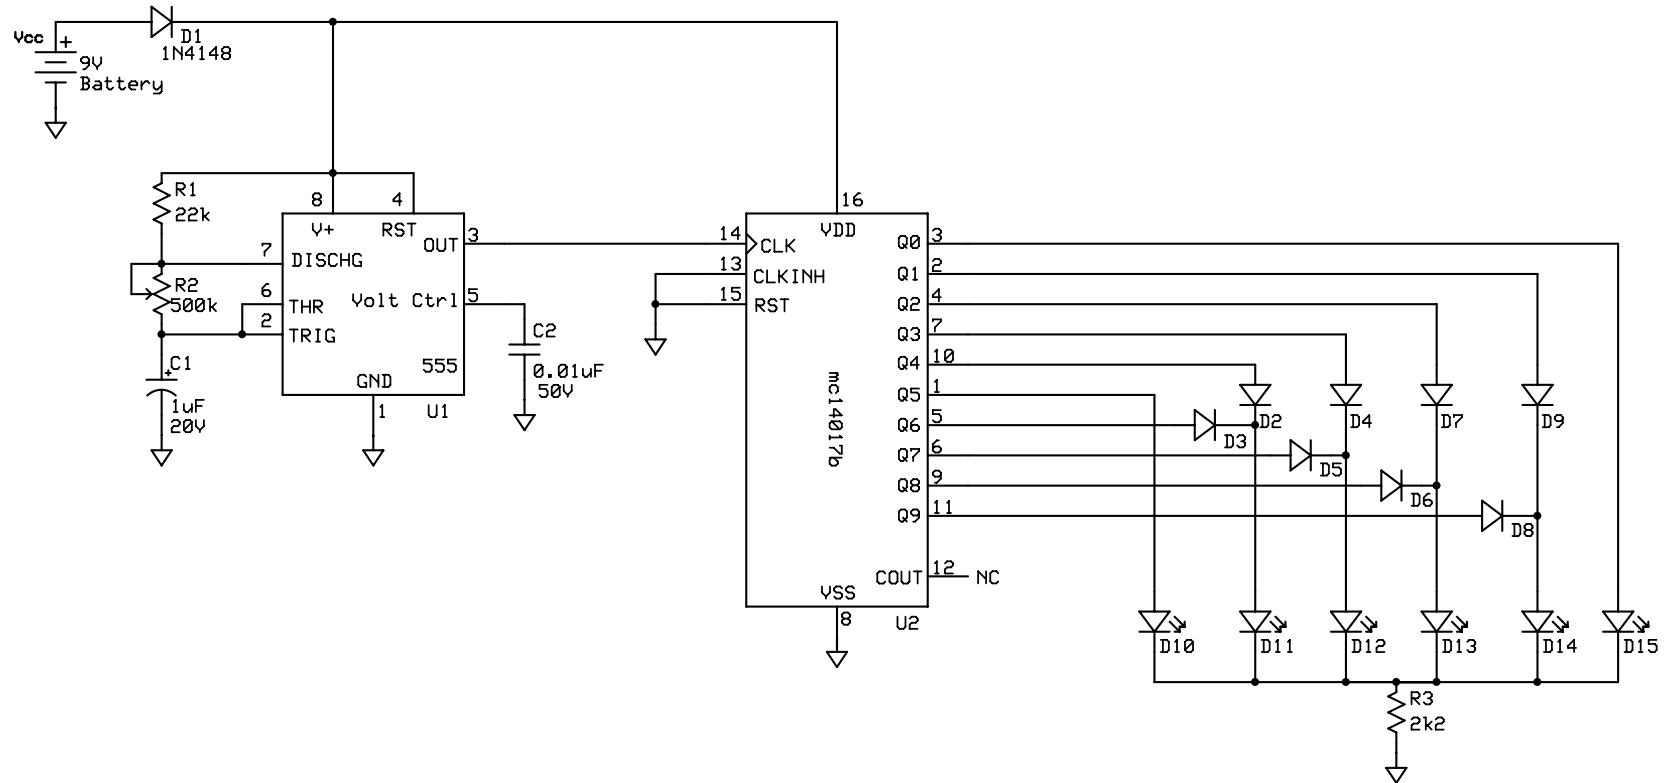 Vcc
+
9V
Battery
D1
1N4148
R1
22k
R2
500k
C1
+
1uF
20V
8
4
V+
RST
7
DISCHG
OUT
3
6
THR
Volt Ctrl
5
2
TRIG
555
GND
1
U1
C2
0.01uF
50V
16
VDD
14
CLK
13
CLKINH
15
RST
mc14017b
Q0
3
Q1
2
Q2
4
Q3
7
Q4
10
Q5
1
Q6
5
Q7
6
Q8
9
Q9
11
COUT
12
NC
VSS
8
U2
D2
D4
D7
D9
D3
D5
D6
D8
D10
D11
D12
D13
D14
D15
R3
2k2